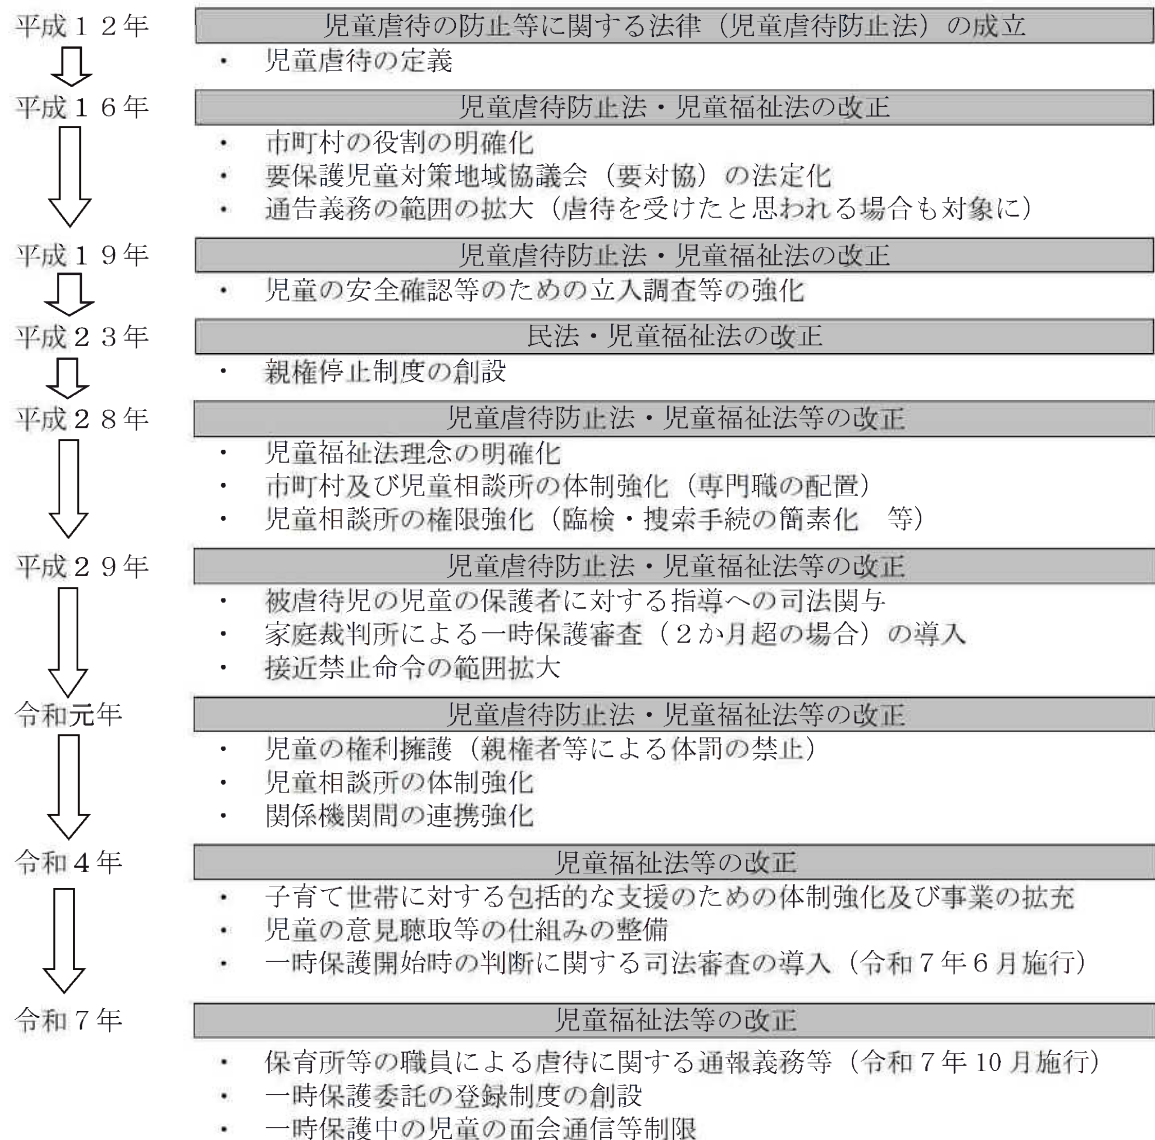 平成１２年 児童虐待の防止等に関する法律（児童虐待防止法）の成立
・ 児童虐待の定義
平成１６年 児童虐待防止法・児童福祉法の改正
・ 市町村の役割の明確化
・ 要保護児童対策地域協議会（要対協）の法定化
・ 通告義務の範囲の拡大（虐待を受けたと思われる場合も対象に）
平成１９年 児童虐待防止法・児童福祉法の改正
・ 児童の安全確認等のための立入調査等の強化
平成２３年 民法・児童福祉法の改正
・ 親権停止制度の創設
平成２８年 児童虐待防止法・児童福祉法等の改正
・ 児童福祉法理念の明確化
・ 市町村及び児童相談所の体制強化（専門職の配置）
・ 児童相談所の権限強化（臨検・捜索手続の簡素化　等）
平成２９年 児童虐待防止法・児童福祉法等の改正
・ 被虐待児の児童の保護者に対する指導への司法関与
・ 家庭裁判所による一時保護審査（２か月超の場合）の導入
・ 接近禁止命令の範囲拡大
令和元年 児童虐待防止法・児童福祉法等の改正
・ 児童の権利擁護（親権者等による体罰の禁止）
・ 児童相談所の体制強化
・ 関係機関間の連携強化
令和４年 児童福祉法等の改正
・ 子育て世帯に対する包括的な支援のための体制強化及び事業の拡充
・ 児童の意見聴取等の仕組みの整備
・ 一時保護開始時の判断に関する司法審査の導入（令和７年６月施行）
令和７年 児童福祉法等の改正
・ 保育所等の職員による虐待に関する通報義務等（令和７年 10 月施行）
・ 一時保護委託の登録制度の創設
・ 一時保護中の児童の面会通信等制限